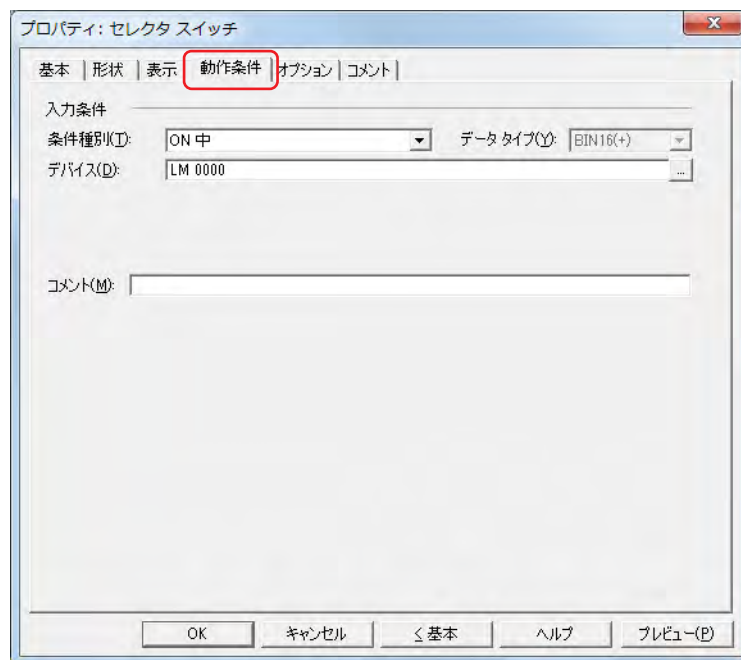 プロパティ: セレクタ スイッチ
基本 形状 表示 動作条件 オプション コメント
入力条件
条件種別(T): ON 中 データ タイプ(Y): BIN16(+)
デバイス(D): LM 0000 ...
コメント(M):
OK キャンセル ≤ 基本 ヘルプ プレビュー(P)